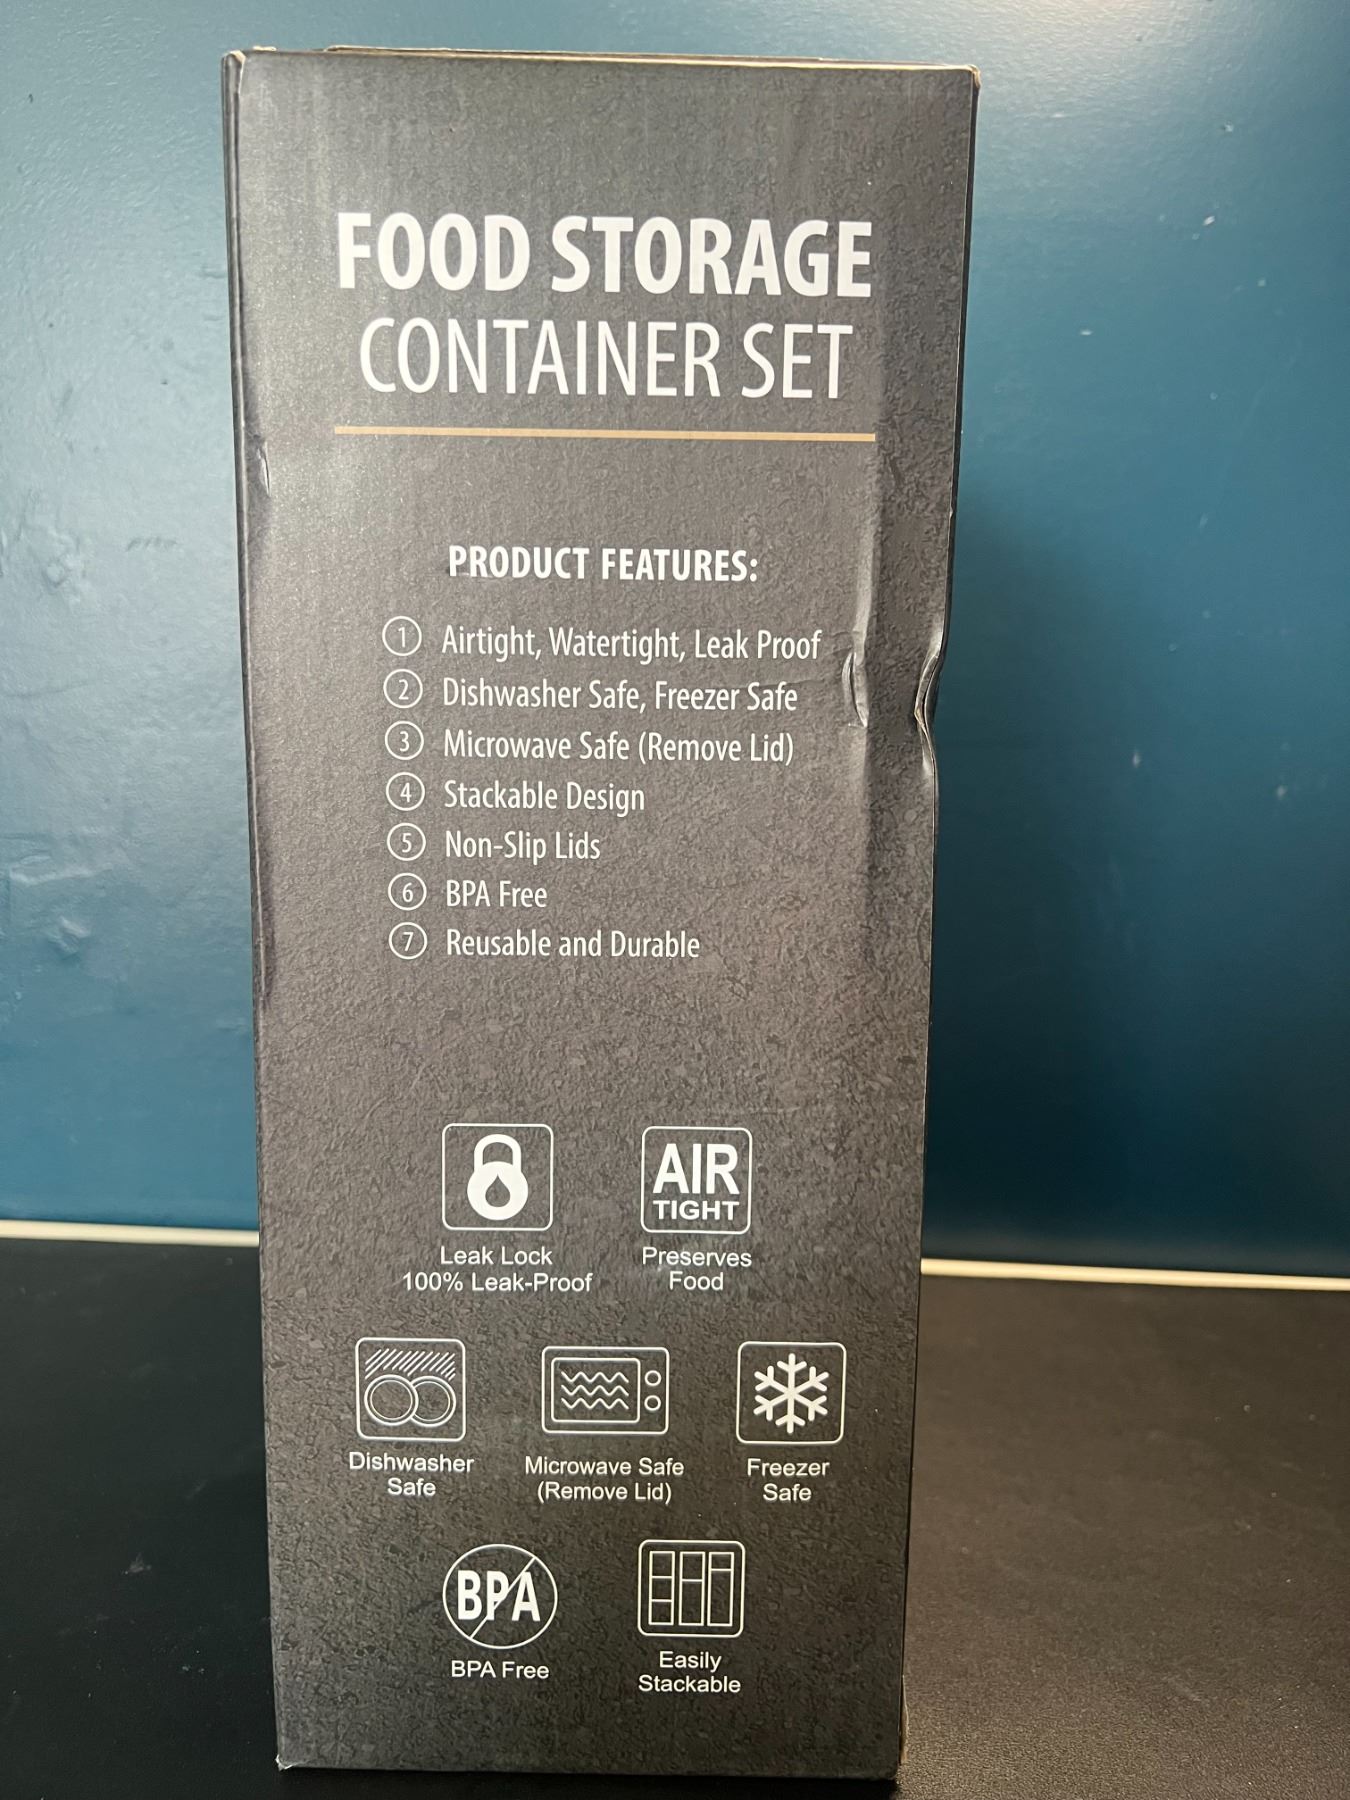 FOOD STORAGE
CONTAINER SET
PRODUCT FEATURES:
1 Airtight, Watertight, Leak Proof
2 Dishwasher Safe, Freezer Safe
3 Microwave Safe (Remove Lid)
4 Stackable Design
5 Non-Slip Lids
6 BPA Free
7 Reusable and Durable
AIR
TIGHT
Leak Lock
100% Leak-Proof
Preserves
Food
Dishwasher
Safe
Microwave Safe
(Remove Lid)
Freezer
Safe
BPA
BPA Free
Easily
Stackable